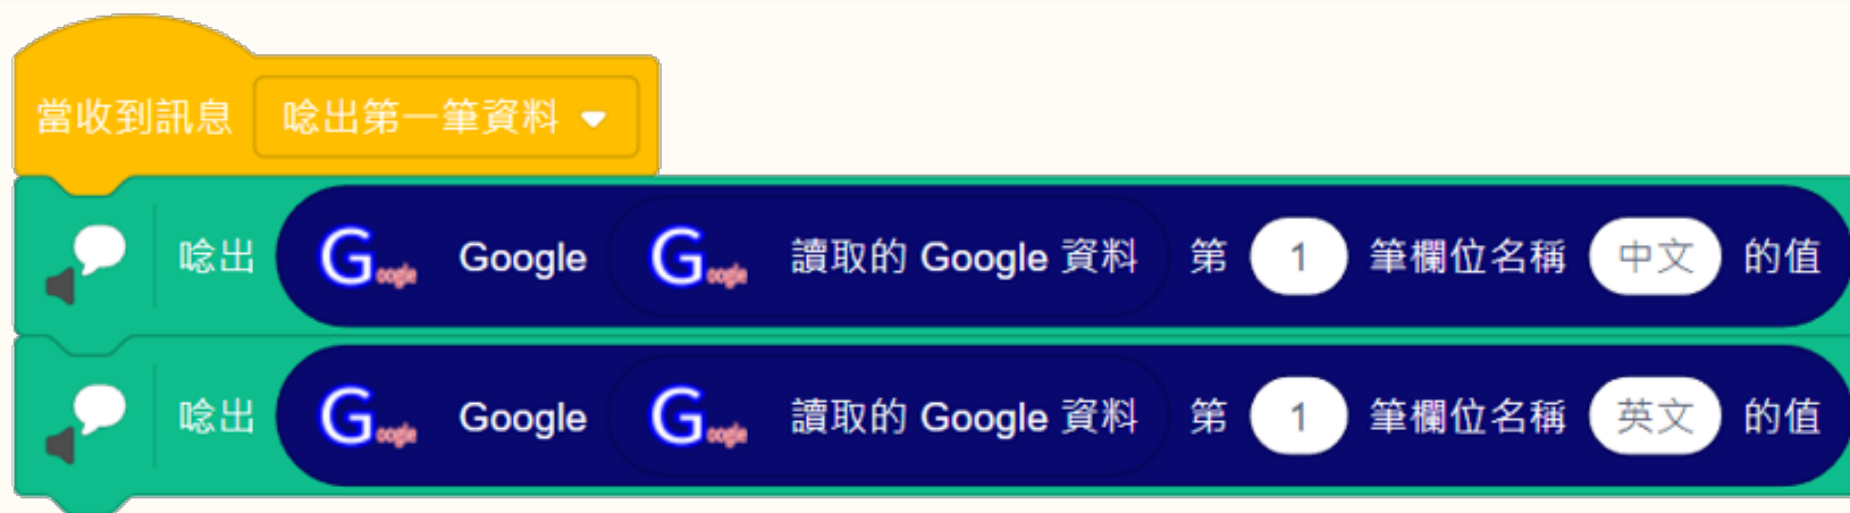 當收到訊息 唸出第一筆資料
唸出 Google Google 讀取的 Google 資料 第 1 筆欄位名稱 中文 的值
唸出 Google Google 讀取的 Google 資料 第 1 筆欄位名稱 英文 的值